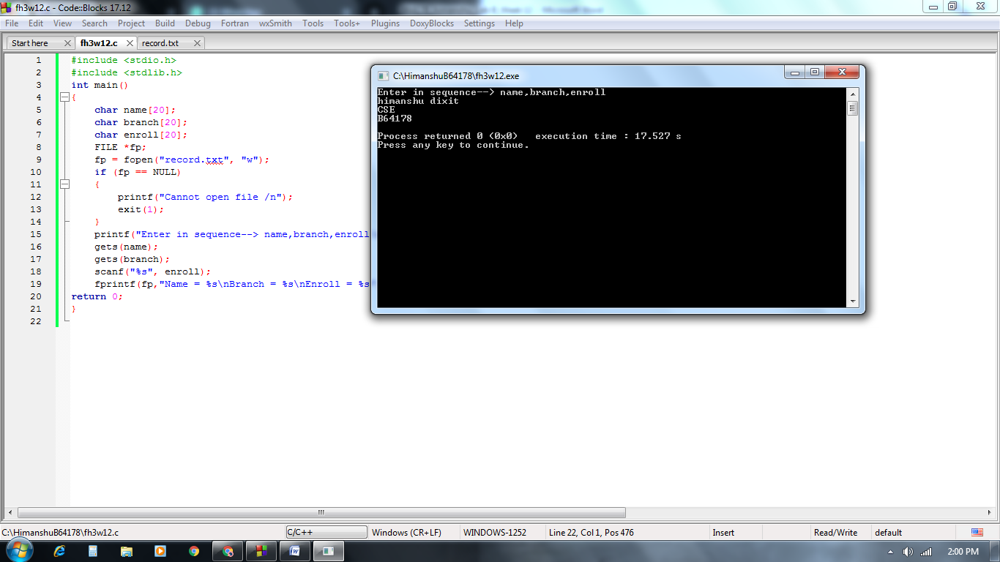 fh3w12.c - Code::Blocks 17.12
File Edit View Search Project Build Debug Fortran wxSmith Tools Tools+ Plugins DoxyBlocks Settings Help
Start here fh3w12.c record.txt
1 #include <stdio.h>
2 #include <stdlib.h>
3 int main()
4 {
5 char name[20];
6 char branch[20];
7 char enroll[20];
8 FILE *fp;
9 fp = fopen("record.txt", "w");
10 if (fp == NULL)
11 {
12 printf("Cannot open file /n");
13 exit(1);
14 }
15 printf("Enter in sequence--> name,branch,enroll
16 gets(name);
17 gets(branch);
18 scanf("%s", enroll);
19 fprintf(fp,"Name = %s\nBranch = %s\nEnroll = %s
20 return 0;
21 }
22
C:\HimanshuB64178\fh3w12.exe
Enter in sequence--> name,branch,enroll
himanshu dixit
CSE
B64178
Process returned 0 (0x0) execution time : 17.527 s
Press any key to continue.
C:\HimanshuB64178\fh3w12.c C/C++ Windows (CR+LF) WINDOWS-1252 Line 22, Col 1, Pos 476 Insert Read/Write default
2:00 PM